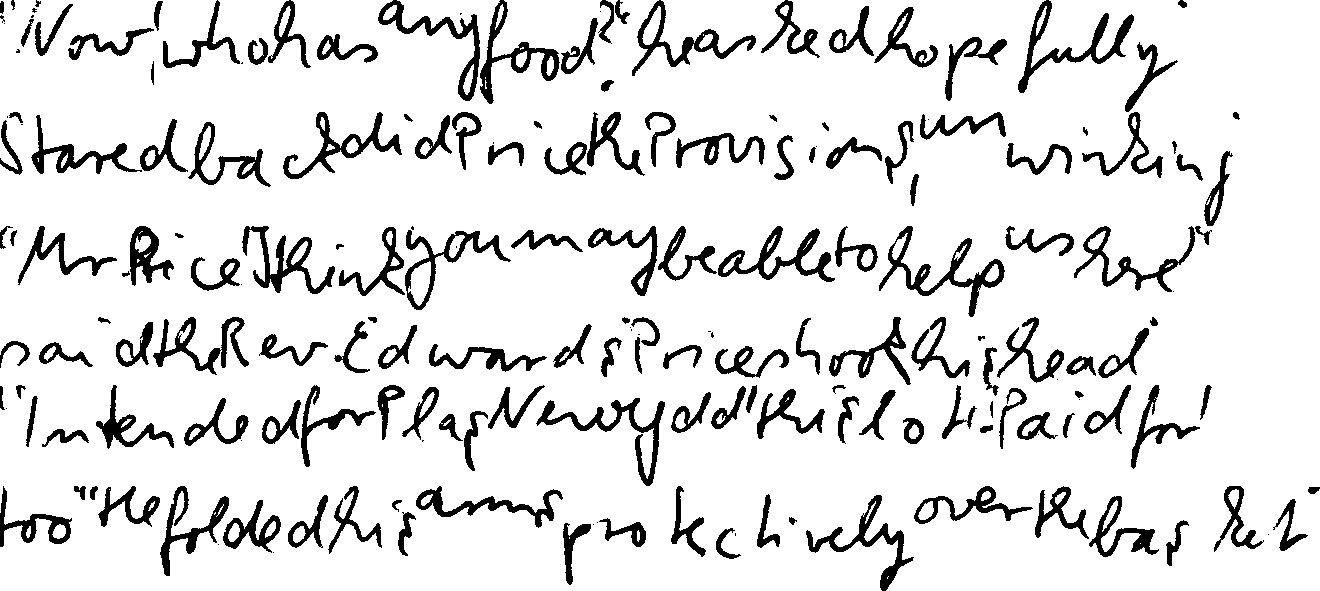 "Now, who has any food?" he asked hopefully.
Stared back did Price the Provisions, unwinking.
"Mr. Price, I think you may be able to help us here,"
said the Rev. Edwards. Price shook his head.
"Intended for Plas Newydd, this lot. Paid for,
too." He folded his arms protectively over the basket.